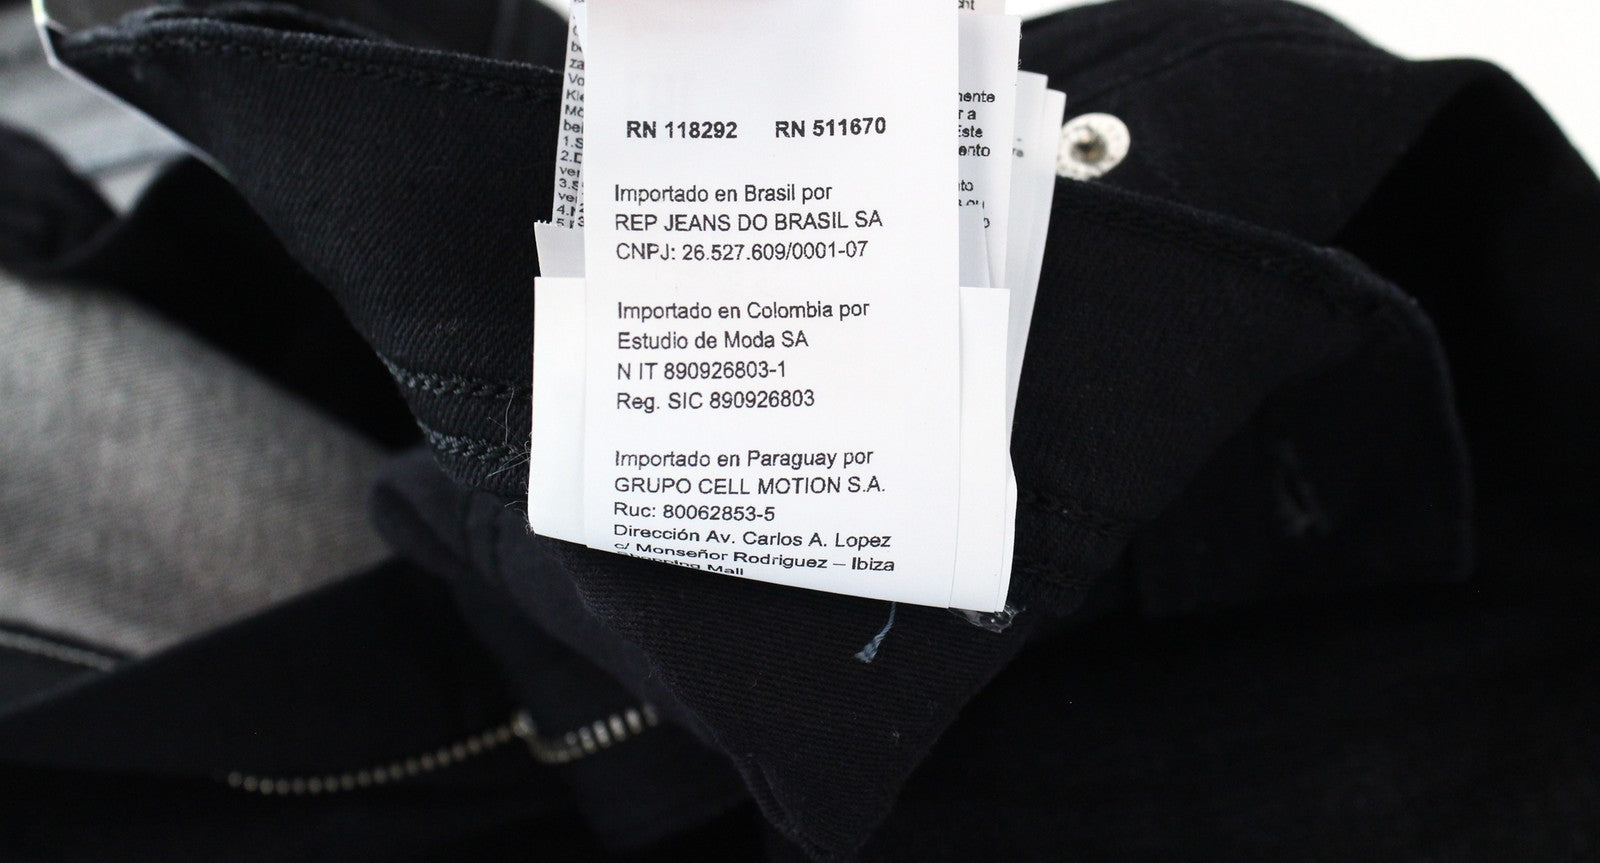 RN 118292 RN 511670
Importado en Brasil por
REP JEANS DO BRASIL SA
CNPJ: 26.527.609/0001-07
Importado en Colombia por
Estudio de Moda SA
N IT 890926803-1
Reg. SIC 890926803
Importado en Paraguay por
GRUPO CELL MOTION S.A.
Ruc: 80062853-5
Dirección Av. Carlos A. Lopez
c/ Monseñor Rodriguez – Ibiza
Shopping Mall